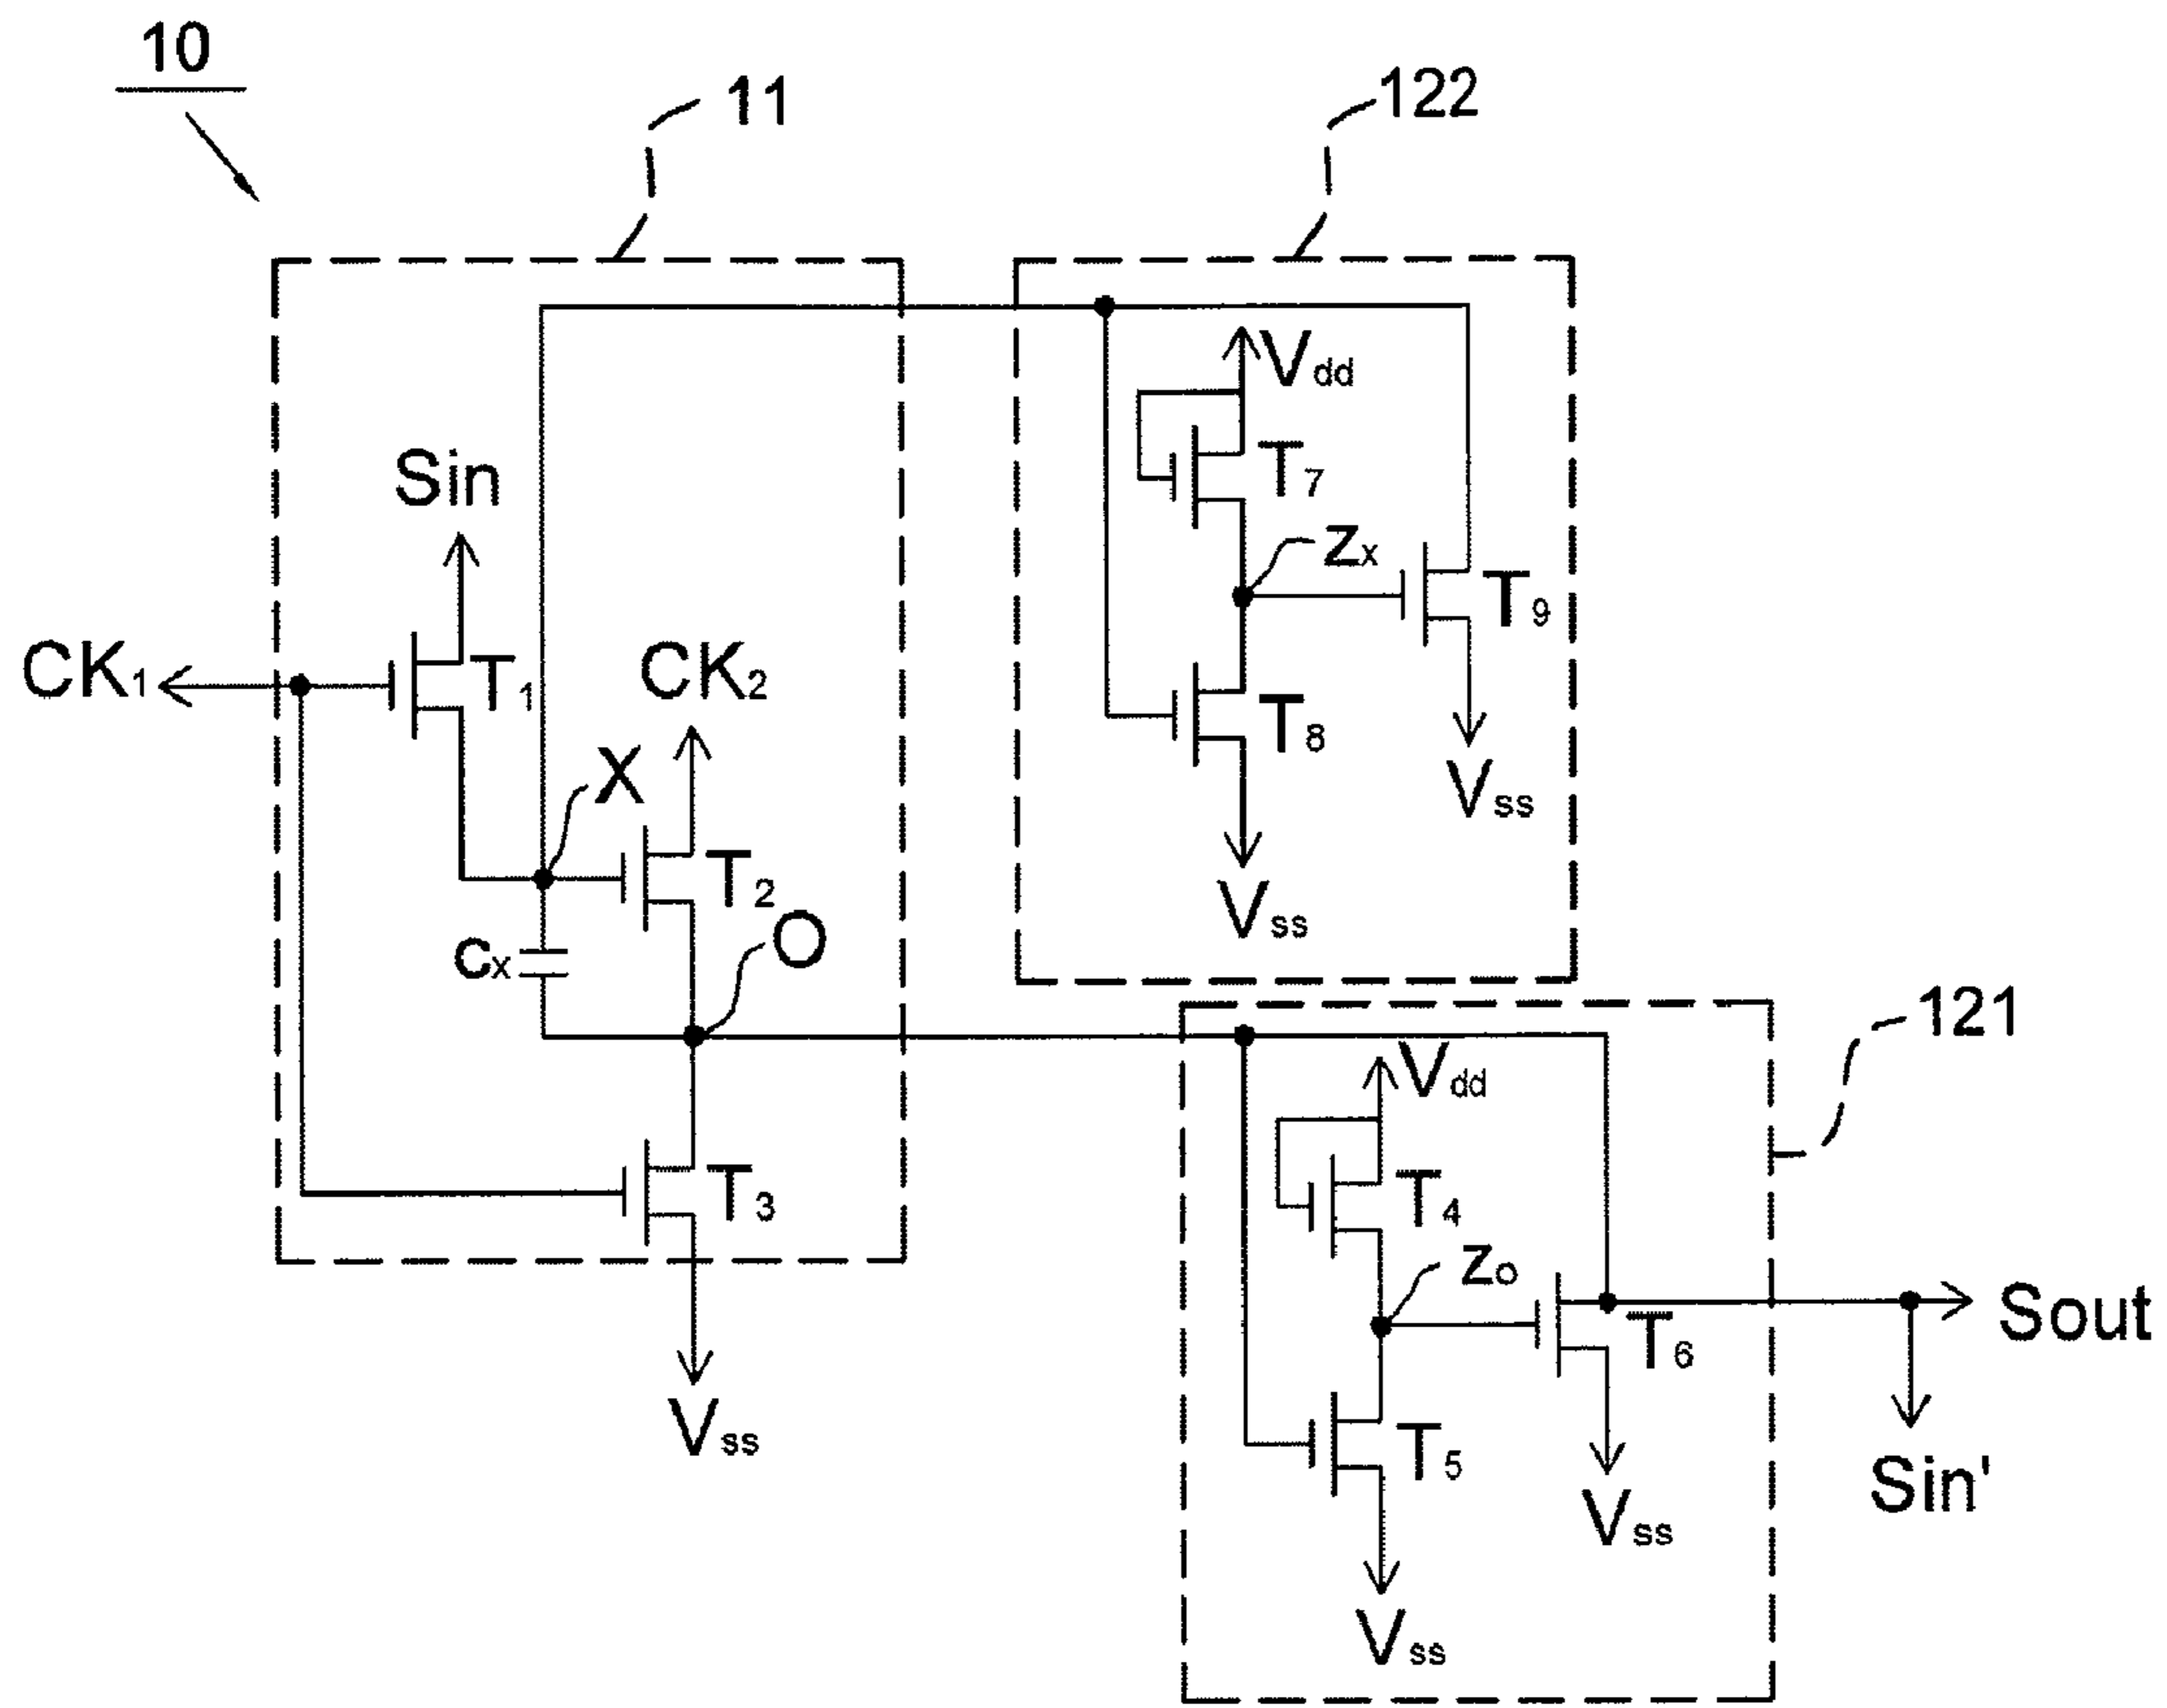 10
11
122
Vdd
T7
Sin
Zx
T9
CK1
T1
CK2
T8
X
Vss
T2
Vss
O
Cx
121
Vdd
T4
T3
Zo
Sout
T6
Vss
T5
Sin'
Vss
Vss